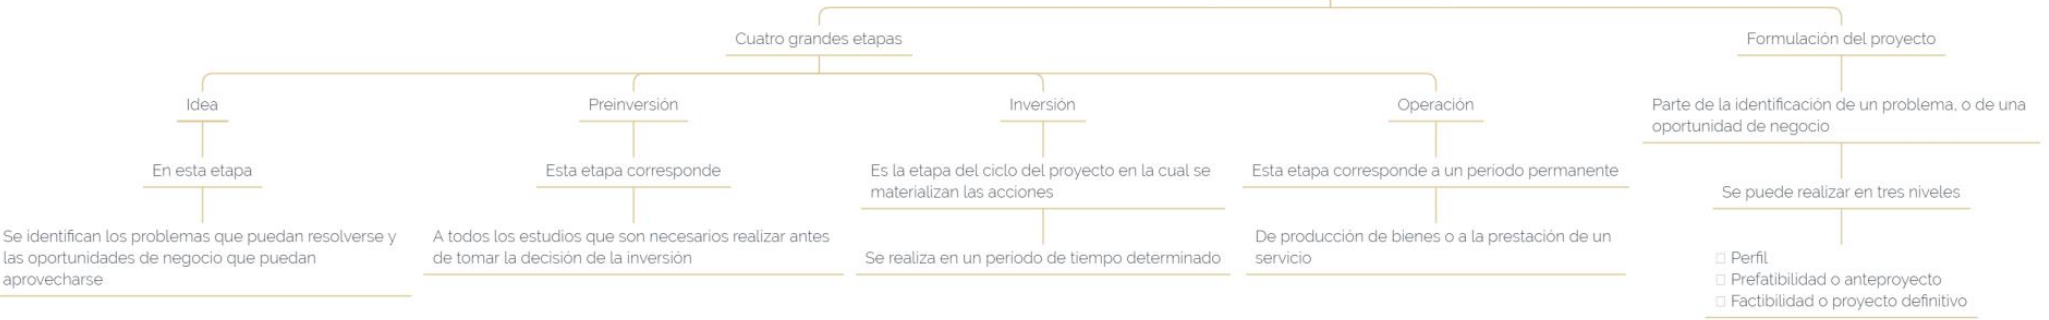 Cuatro grandes etapas
Formulación del proyecto
Idea
Preinversión
Inversión
Operación
Parte de la identificación de un problema, o de una
oportunidad de negocio
En esta etapa
Esta etapa corresponde
Es la etapa del ciclo del proyecto en la cual se
materializan las acciones
Esta etapa corresponde a un periodo permanente
Se puede realizar en tres niveles
Se identifican los problemas que puedan resolverse y
las oportunidades de negocio que puedan
aprovecharse
A todos los estudios que son necesarios realizar antes
de tomar la decisión de la inversión
Se realiza en un periodo de tiempo determinado
De producción de bienes o a la prestación de un
servicio
Perfil
Prefatibilidad o anteproyecto
Factibilidad o proyecto definitivo